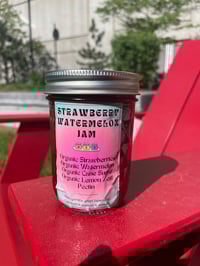 STRAWBERRY
WATERMELON
JAM
Organic Strawberries
Organic Watermelon
Organic Cane Sugar
Organic Lemon Zest
Pectin